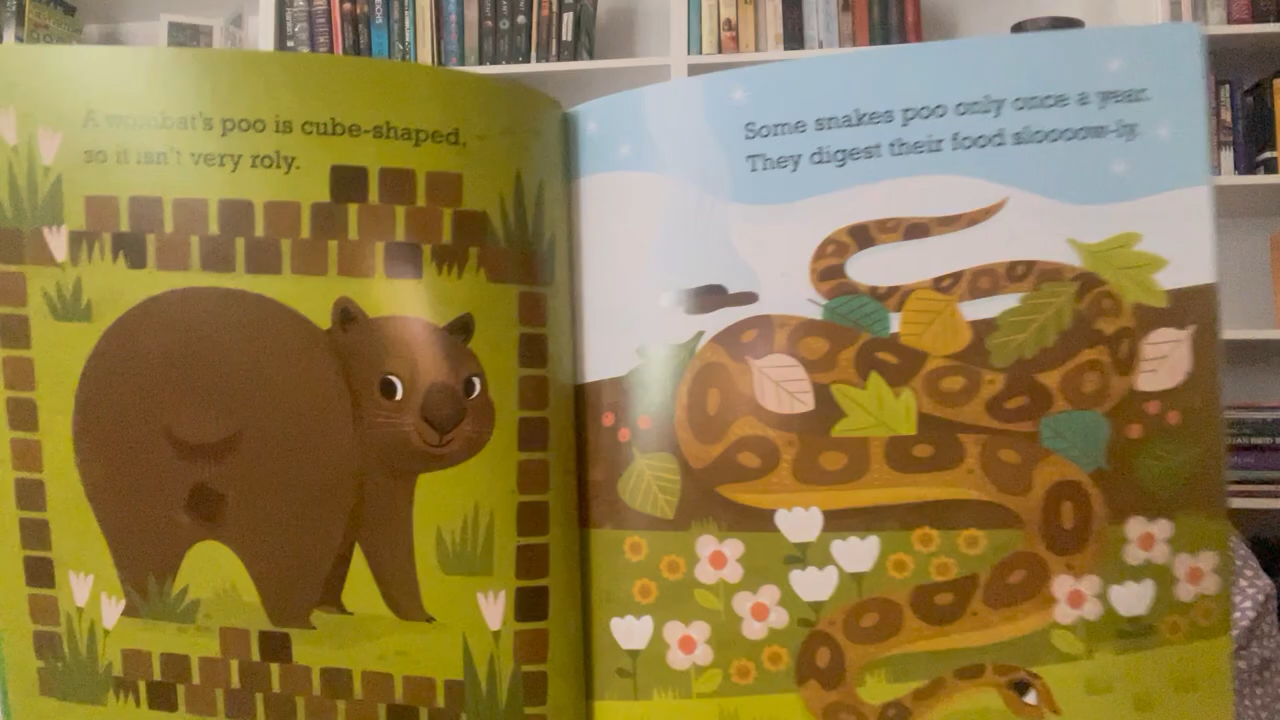 A wombat's poo is cube-shaped,
so it isn't very roly.
Some snakes poo only once a year.
They digest their food sloooow-ly.